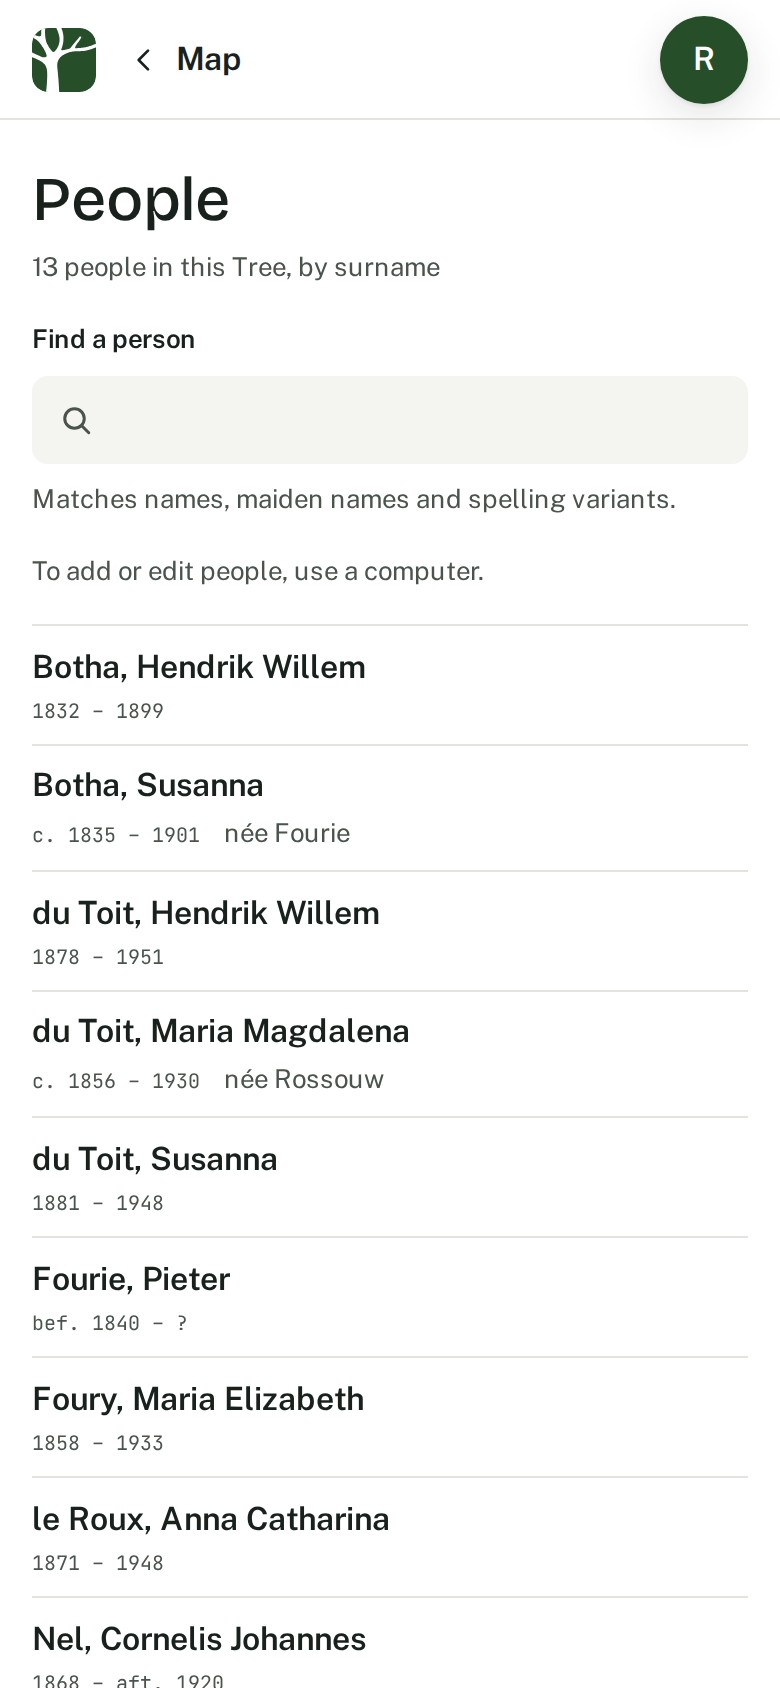 Map
R
People
13 people in this Tree, by surname
Find a person
Matches names, maiden names and spelling variants.
To add or edit people, use a computer.
Botha, Hendrik Willem
1832 – 1899
Botha, Susanna
c. 1835 – 1901 née Fourie
du Toit, Hendrik Willem
1878 – 1951
du Toit, Maria Magdalena
c. 1856 – 1930 née Rossouw
du Toit, Susanna
1881 – 1948
Fourie, Pieter
bef. 1840 – ?
Foury, Maria Elizabeth
1858 – 1933
le Roux, Anna Catharina
1871 – 1948
Nel, Cornelis Johannes
1868 – aft. 1920